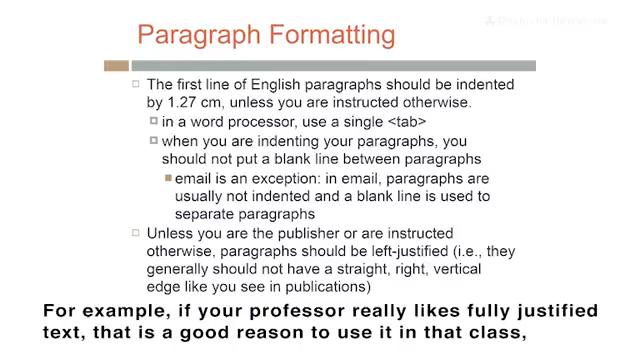 Paragraph Formatting
The first line of English paragraphs should be indented
by 1.27 cm, unless you are instructed otherwise.
in a word processor, use a single <tab>
when you are indenting your paragraphs, you
should not put a blank line between paragraphs
email is an exception: in email, paragraphs are
usually not indented and a blank line is used to
separate paragraphs
Unless you are the publisher or are instructed
otherwise, paragraphs should be left-justified (i.e., they
generally should not have a straight, right, vertical
edge like you see in publications)
For example, if your professor really likes fully justified
text, that is a good reason to use it in that class,